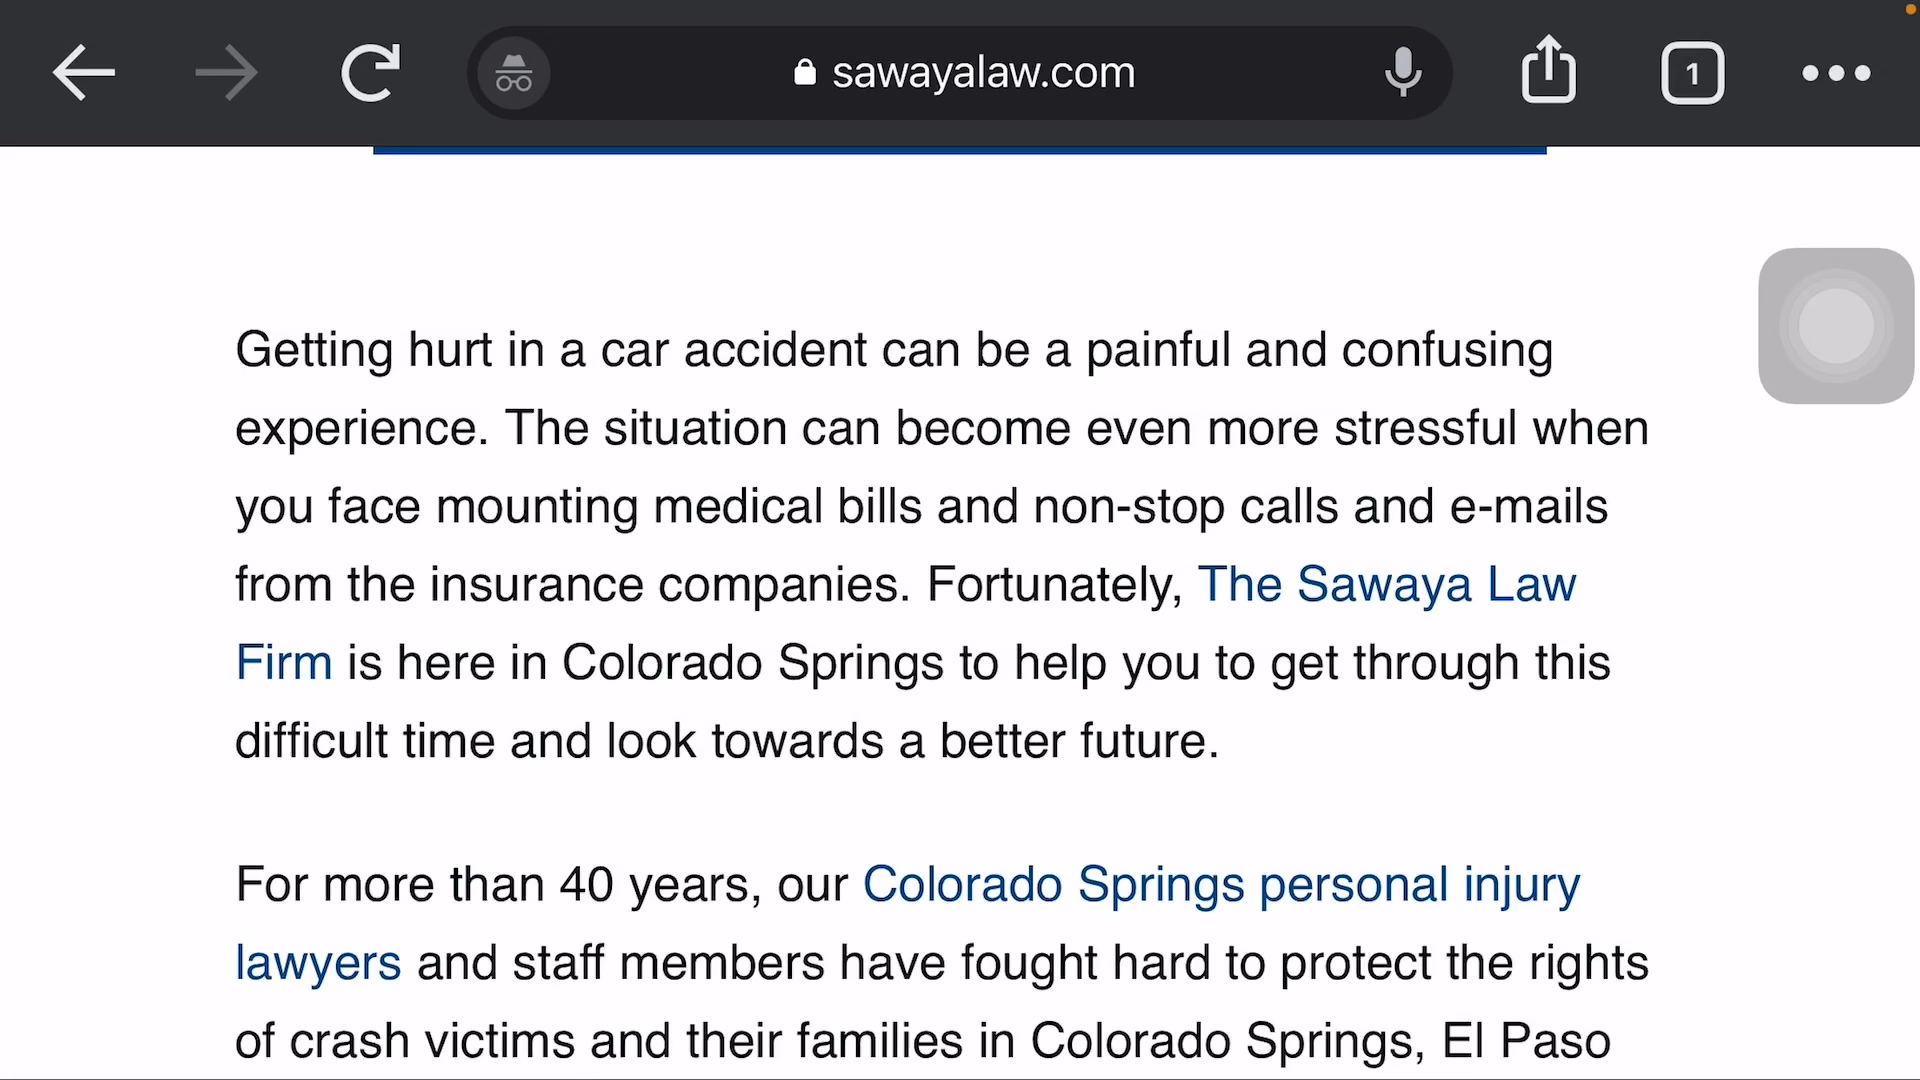 sawayalaw.com
1
Getting hurt in a car accident can be a painful and confusing
experience. The situation can become even more stressful when
you face mounting medical bills and non-stop calls and e-mails
from the insurance companies. Fortunately, The Sawaya Law
Firm is here in Colorado Springs to help you to get through this
difficult time and look towards a better future.
For more than 40 years, our Colorado Springs personal injury
lawyers and staff members have fought hard to protect the rights
of crash victims and their families in Colorado Springs, El Paso